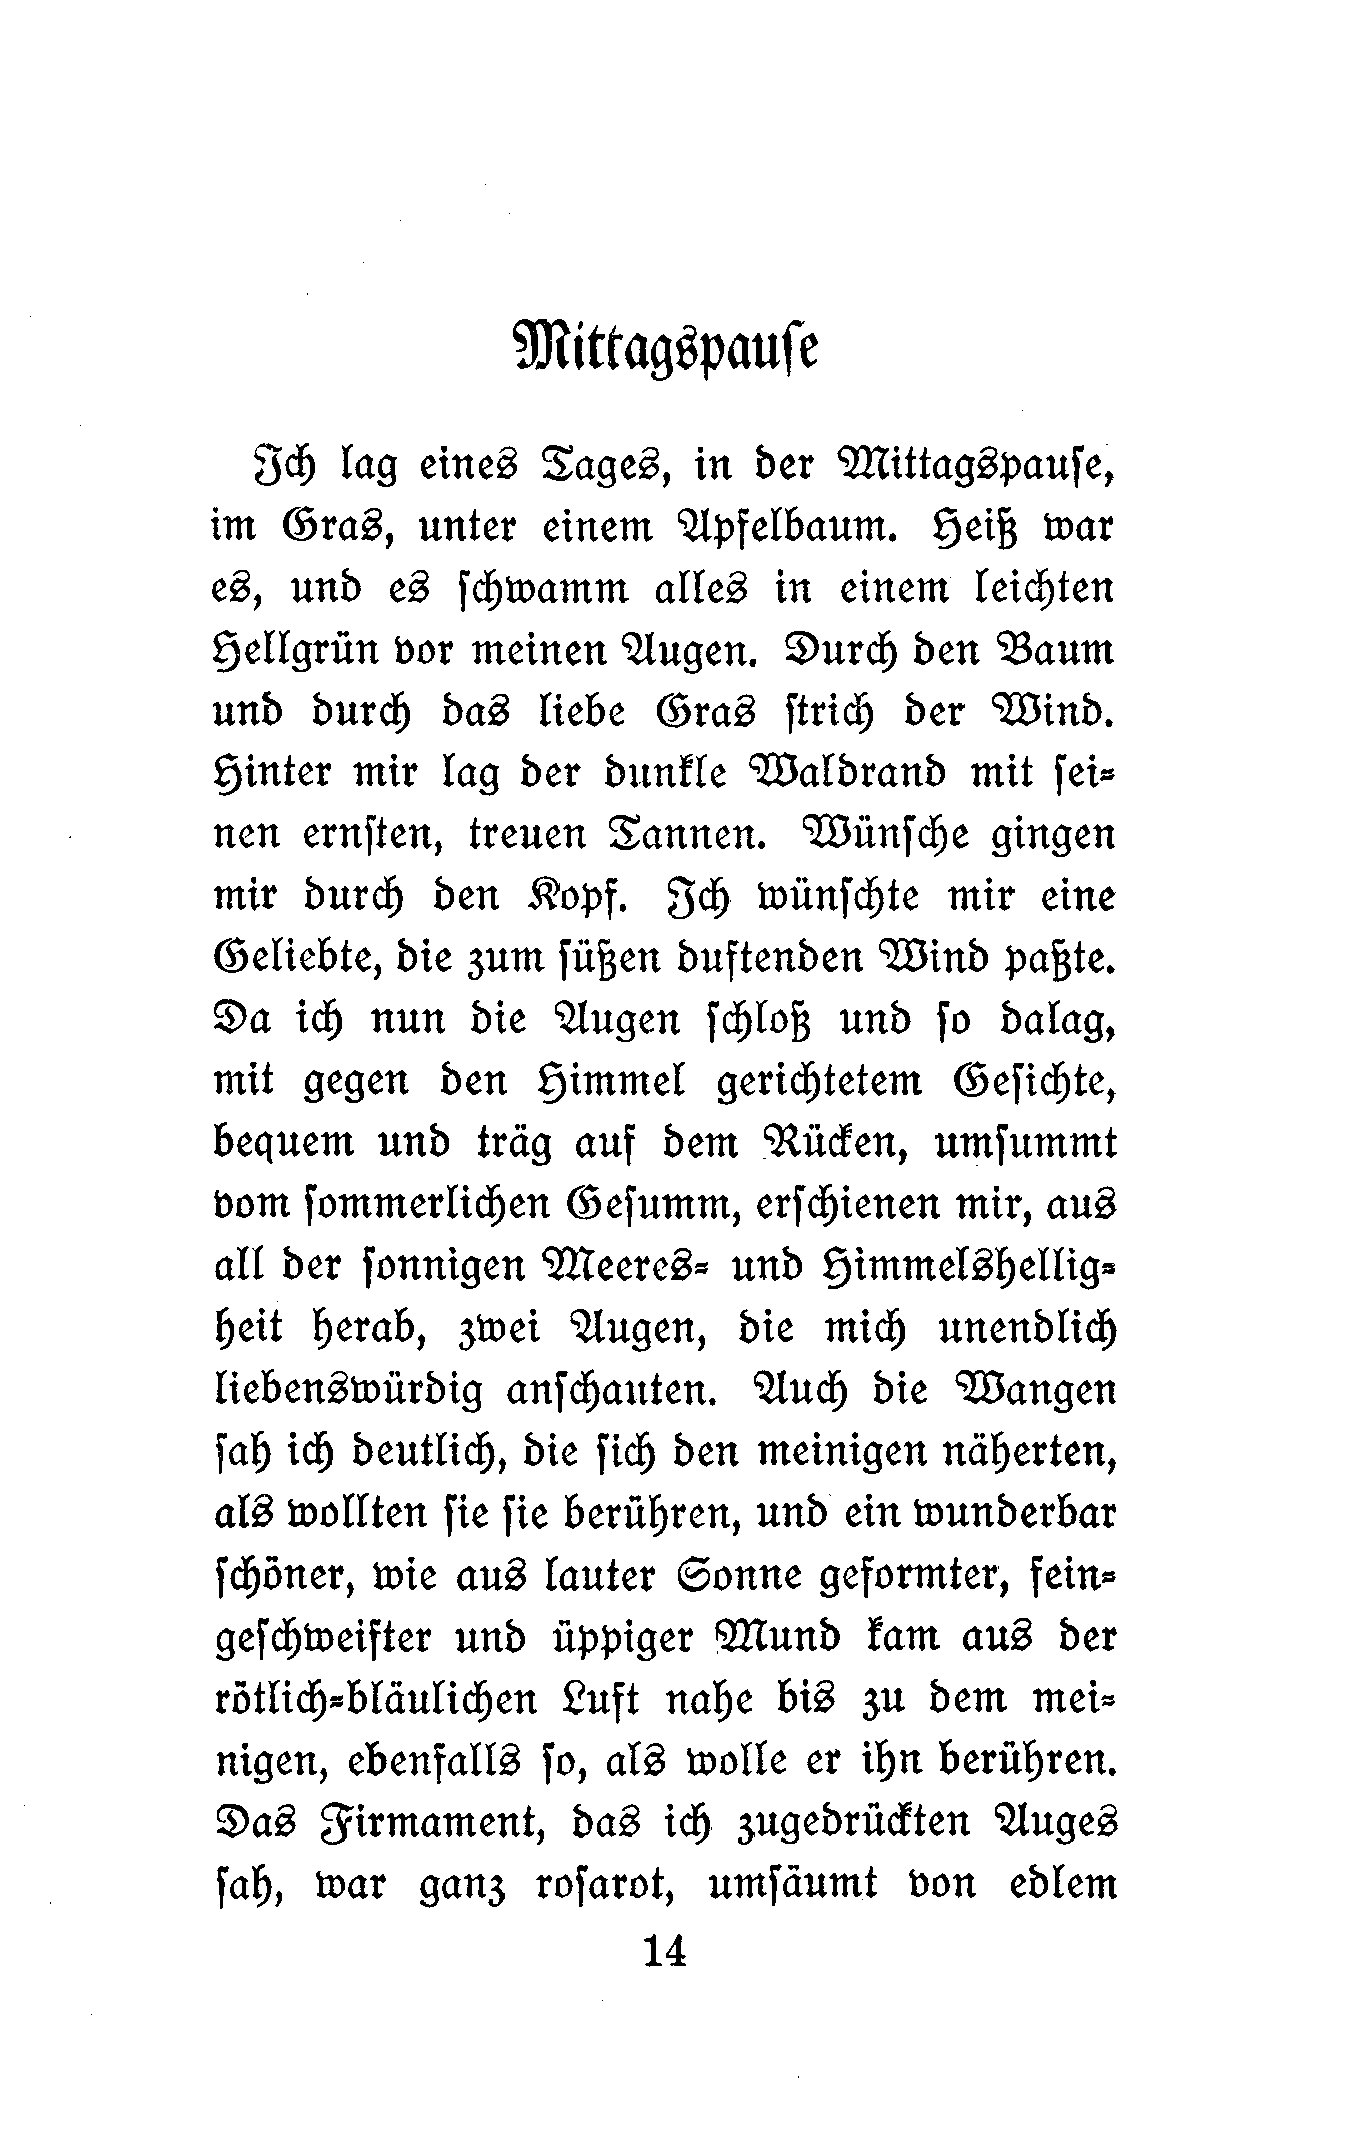 Mittagspause
Ich lag eines Tages, in der Mittagspause,
im Gras, unter einem Apfelbaum. Heiß war
es, und es schwamm alles in einem leichten
Hellgrün vor meinen Augen. Durch den Baum
und durch das liebe Gras strich der Wind.
Hinter mir lag der dunkle Waldrand mit sei-
nen ernsten, treuen Tannen. Wünsche gingen
mir durch den Kopf. Ich wünschte mir eine
Geliebte, die zum süßen duftenden Wind paßte.
Da ich nun die Augen schloß und so dalag,
mit gegen den Himmel gerichtetem Gesichte,
bequem und träg auf dem Rücken, umsummt
vom sommerlichen Gesumm, erschienen mir, aus
all der sonnigen Meeres- und Himmelshellig-
heit herab, zwei Augen, die mich unendlich
liebenswürdig anschauten. Auch die Wangen
sah ich deutlich, die sich den meinigen näherten,
als wollten sie sie berühren, und ein wunderbar
schöner, wie aus lauter Sonne geformter, fein-
geschweifter und üppiger Mund kam aus der
rötlich-bläulichen Luft nahe bis zu dem mei-
nigen, ebenfalls so, als wolle er ihn berühren.
Das Firmament, das ich zugedrückten Auges
sah, war ganz rosarot, umsäumt von edlem
14